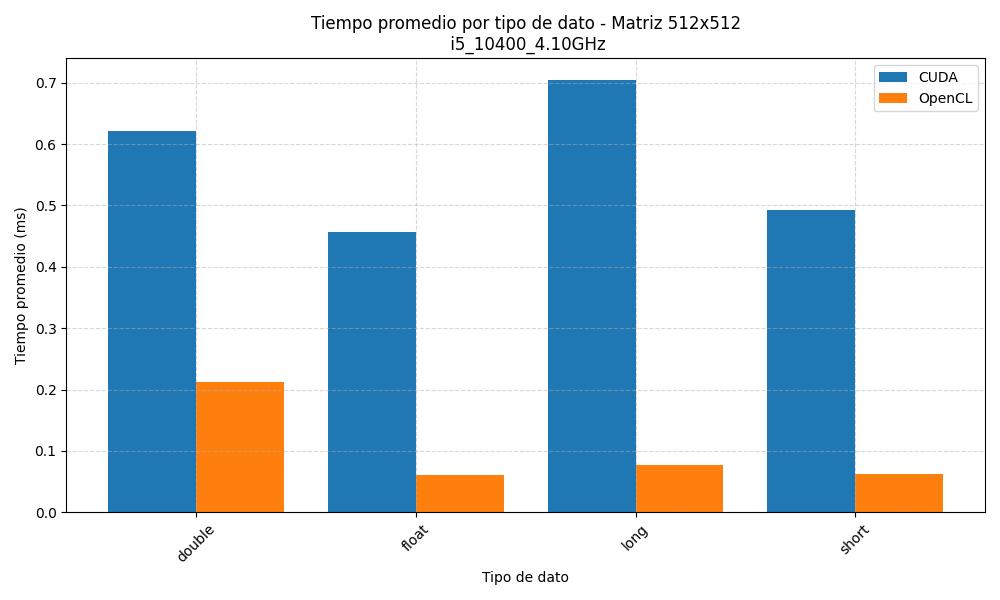 Tiempo promedio por tipo de dato - Matriz 512x512
i5_10400_4.10GHz
CUDA
OpenCL
Tiempo promedio (ms)
0.7
0.6
0.5
0.4
0.3
0.2
0.1
0.0
double
float
long
short
Tipo de dato